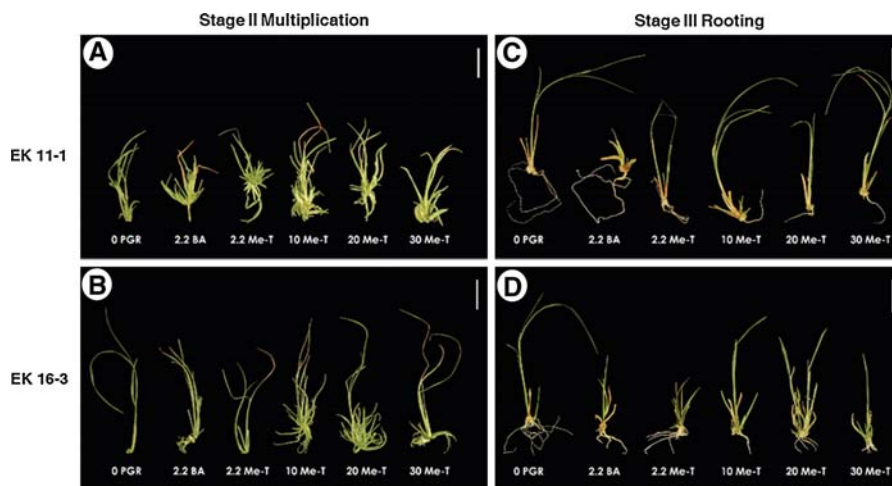 Stage II Multiplication
Stage III Rooting
A
C
EK 11-1
0 PGR 2.2 BA 2.2 Me-T 10 Me-T 20 Me-T 30 Me-T
0 PGR 2.2 BA 2.2 Me-T 10 Me-T 20 Me-T 30 Me-T
B
D
EK 16-3
0 PGR 2.2 BA 2.2 Me-T 10 Me-T 20 Me-T 30 Me-T
0 PGR 2.2 BA 2.2 Me-T 10 Me-T 20 Me-T 30 Me-T